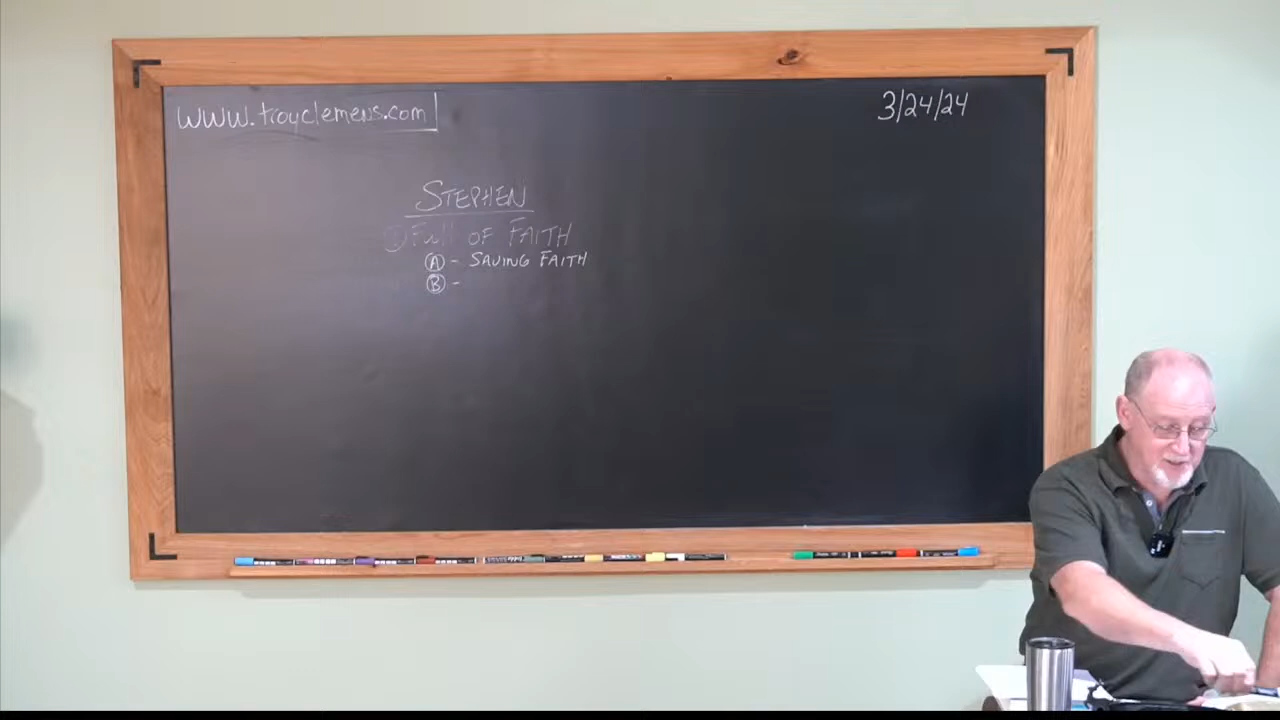 www.troyclemens.com
3/24/24
STEPHEN
① Full OF FAITH
Ⓐ - SAVING FAITH
Ⓑ -